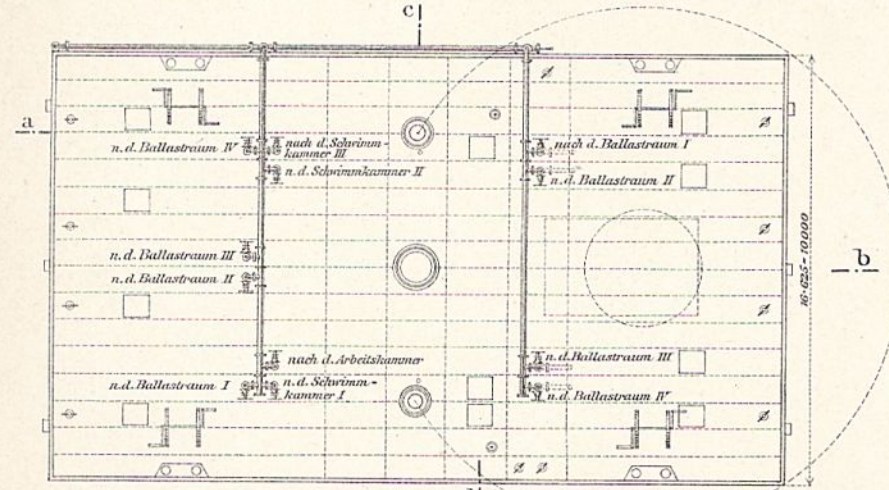 c
a
n.d. Ballastraum IV
nach d. Schwimm-
kammer III
n.d. Schwimmkammer II
nach d. Ballastraum I
n.d. Ballastraum II
n.d. Ballastraum III
n.d. Ballastraum II
b
16·625=10000
nach d. Arbeitskammer
n.d. Ballastraum I
n.d. Schwimm-
kammer I
n.d. Ballastraum III
n.d. Ballastraum IV